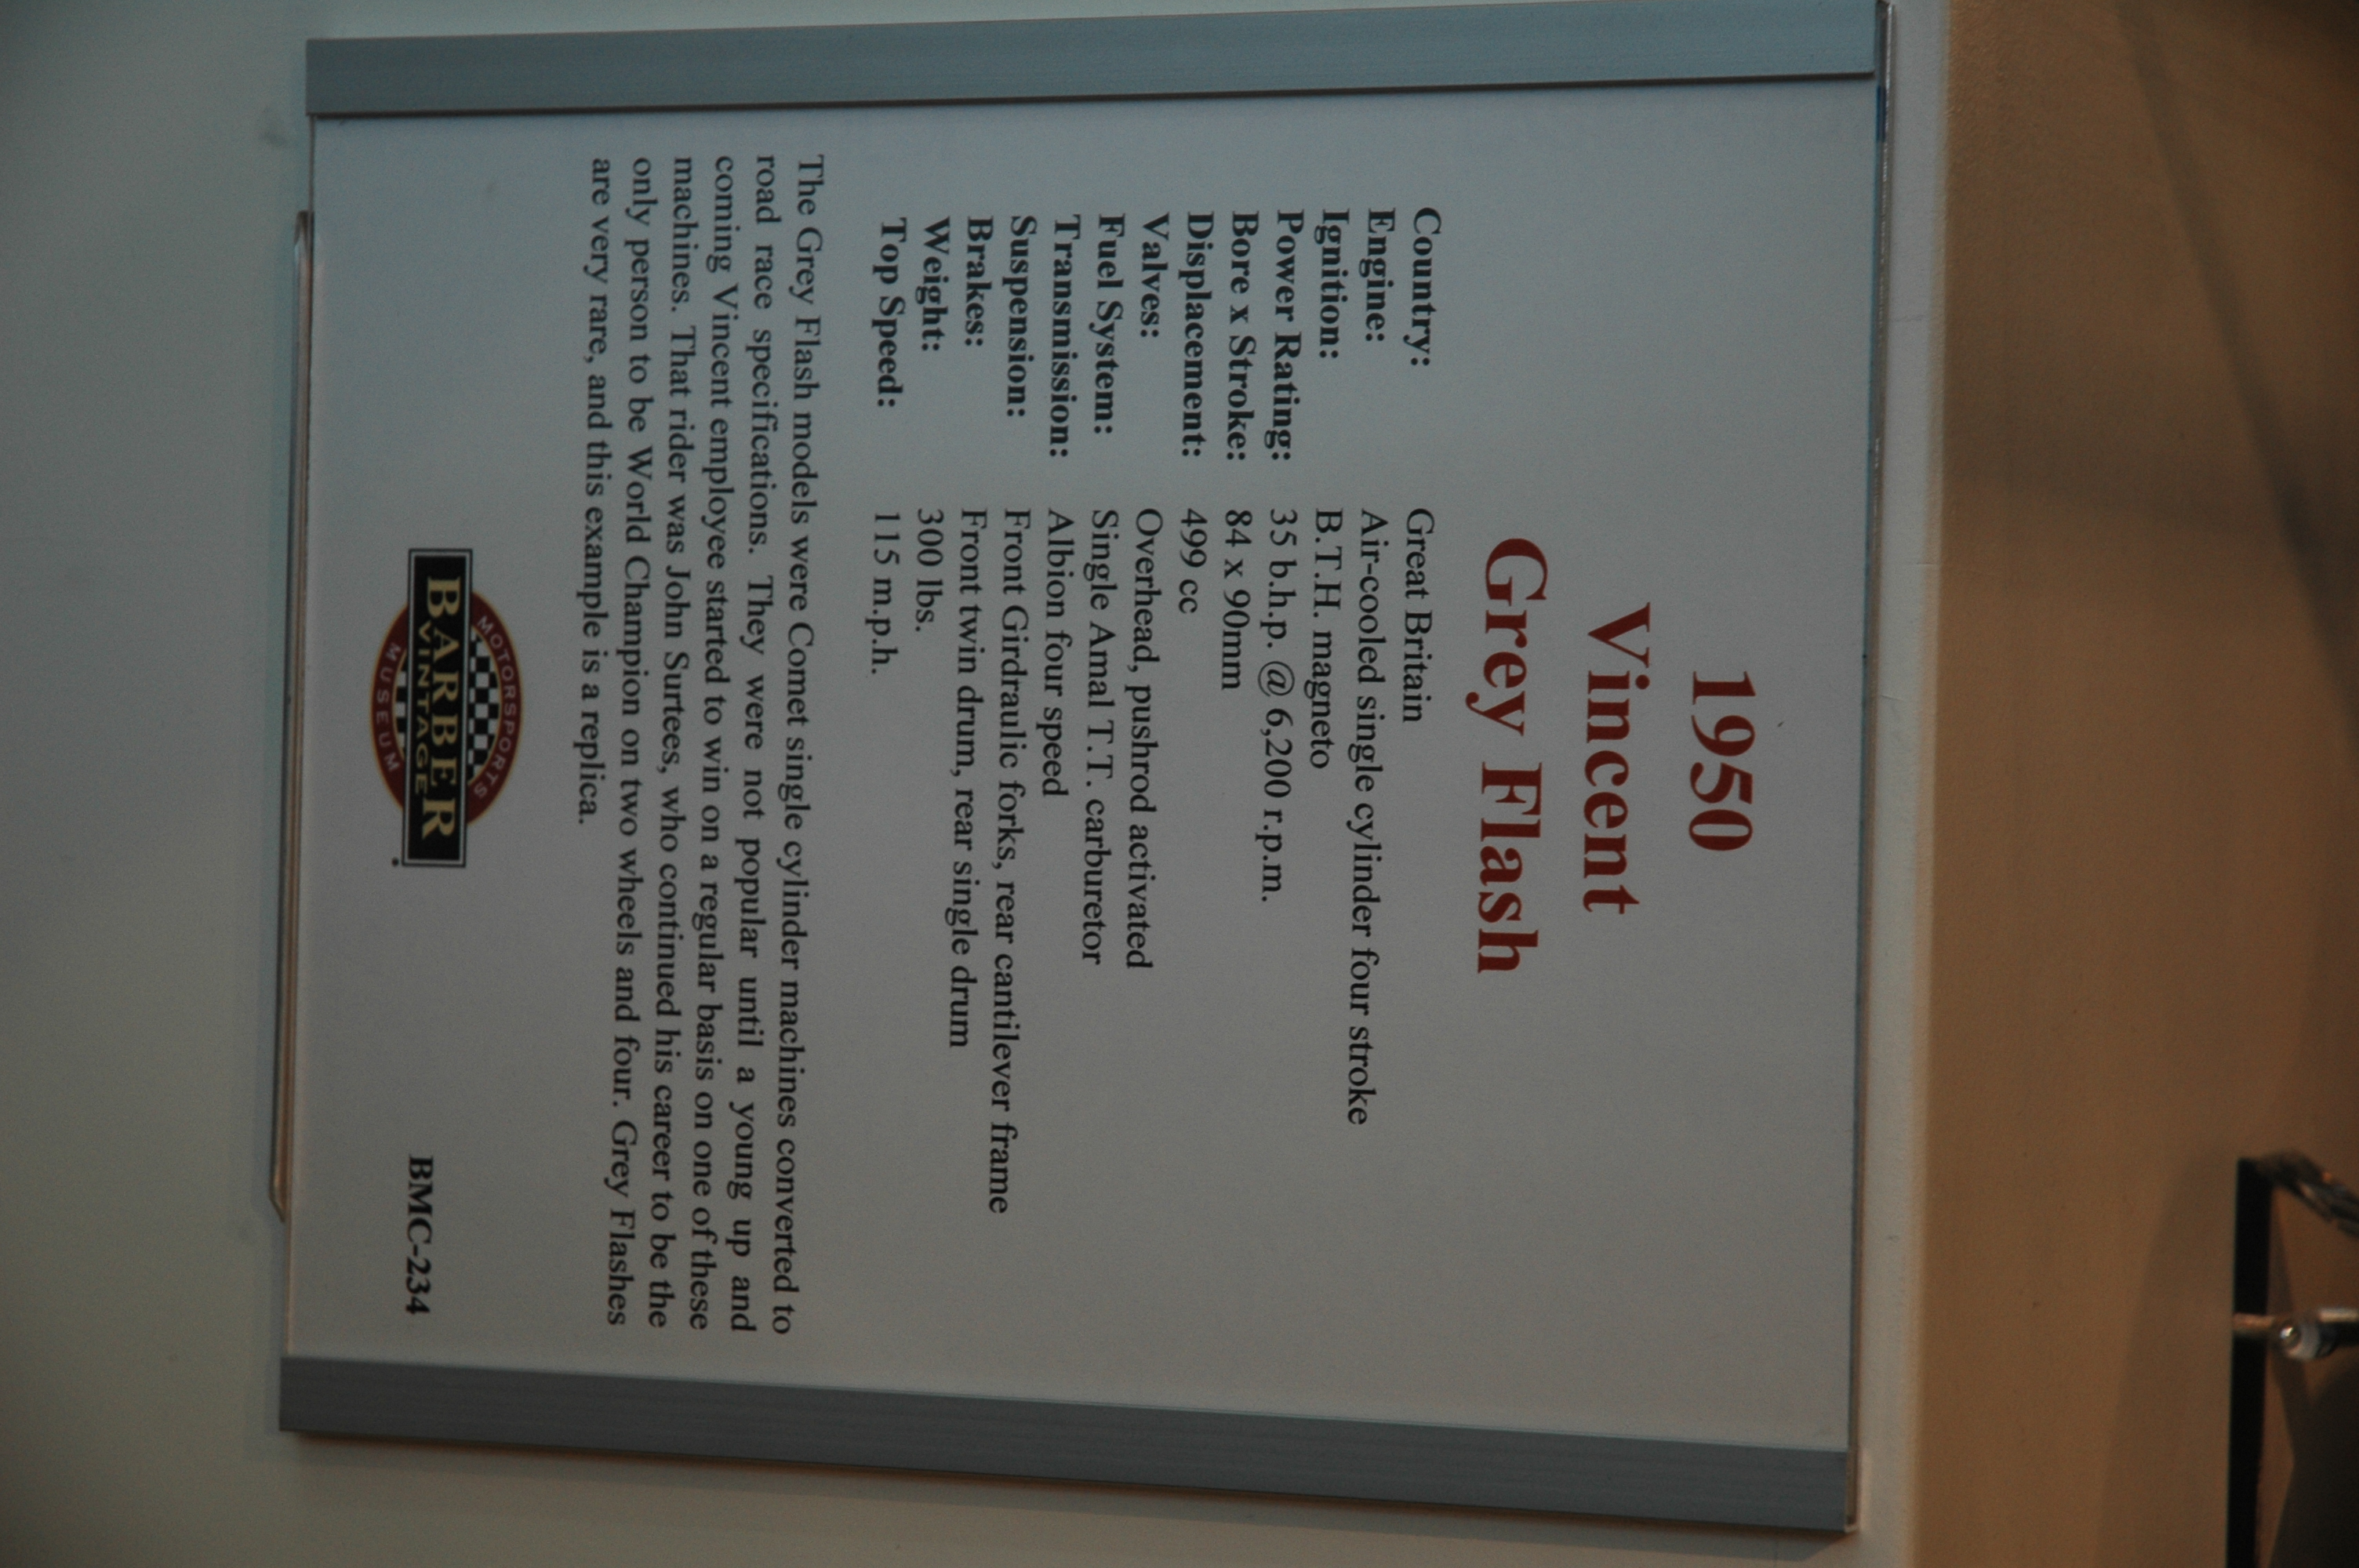 1950
Vincent
Grey Flash
Country: Great Britain
Engine: Air-cooled single cylinder four stroke
Ignition: B.T.H. magneto
Power Rating: 35 b.h.p. @ 6,200 r.p.m.
Bore x Stroke: 84 x 90mm
Displacement: 499 cc
Valves: Overhead, pushrod activated
Fuel System: Single Amal T.T. carburetor
Transmission: Albion four speed
Suspension: Front Girdraulic forks, rear cantilever frame
Brakes: Front twin drum, rear single drum
Weight: 300 lbs.
Top Speed: 115 m.p.h.
The Grey Flash models were Comet single cylinder machines converted to
road race specifications. They were not popular until a young up and
coming Vincent employee started to win on a regular basis on one of these
machines. That rider was John Surtees, who continued his career to be the
only person to be World Champion on two wheels and four. Grey Flashes
are very rare, and this example is a replica.
MOTORSPORTS
BARBER
VINTAGE
MUSEUM
BMC-234